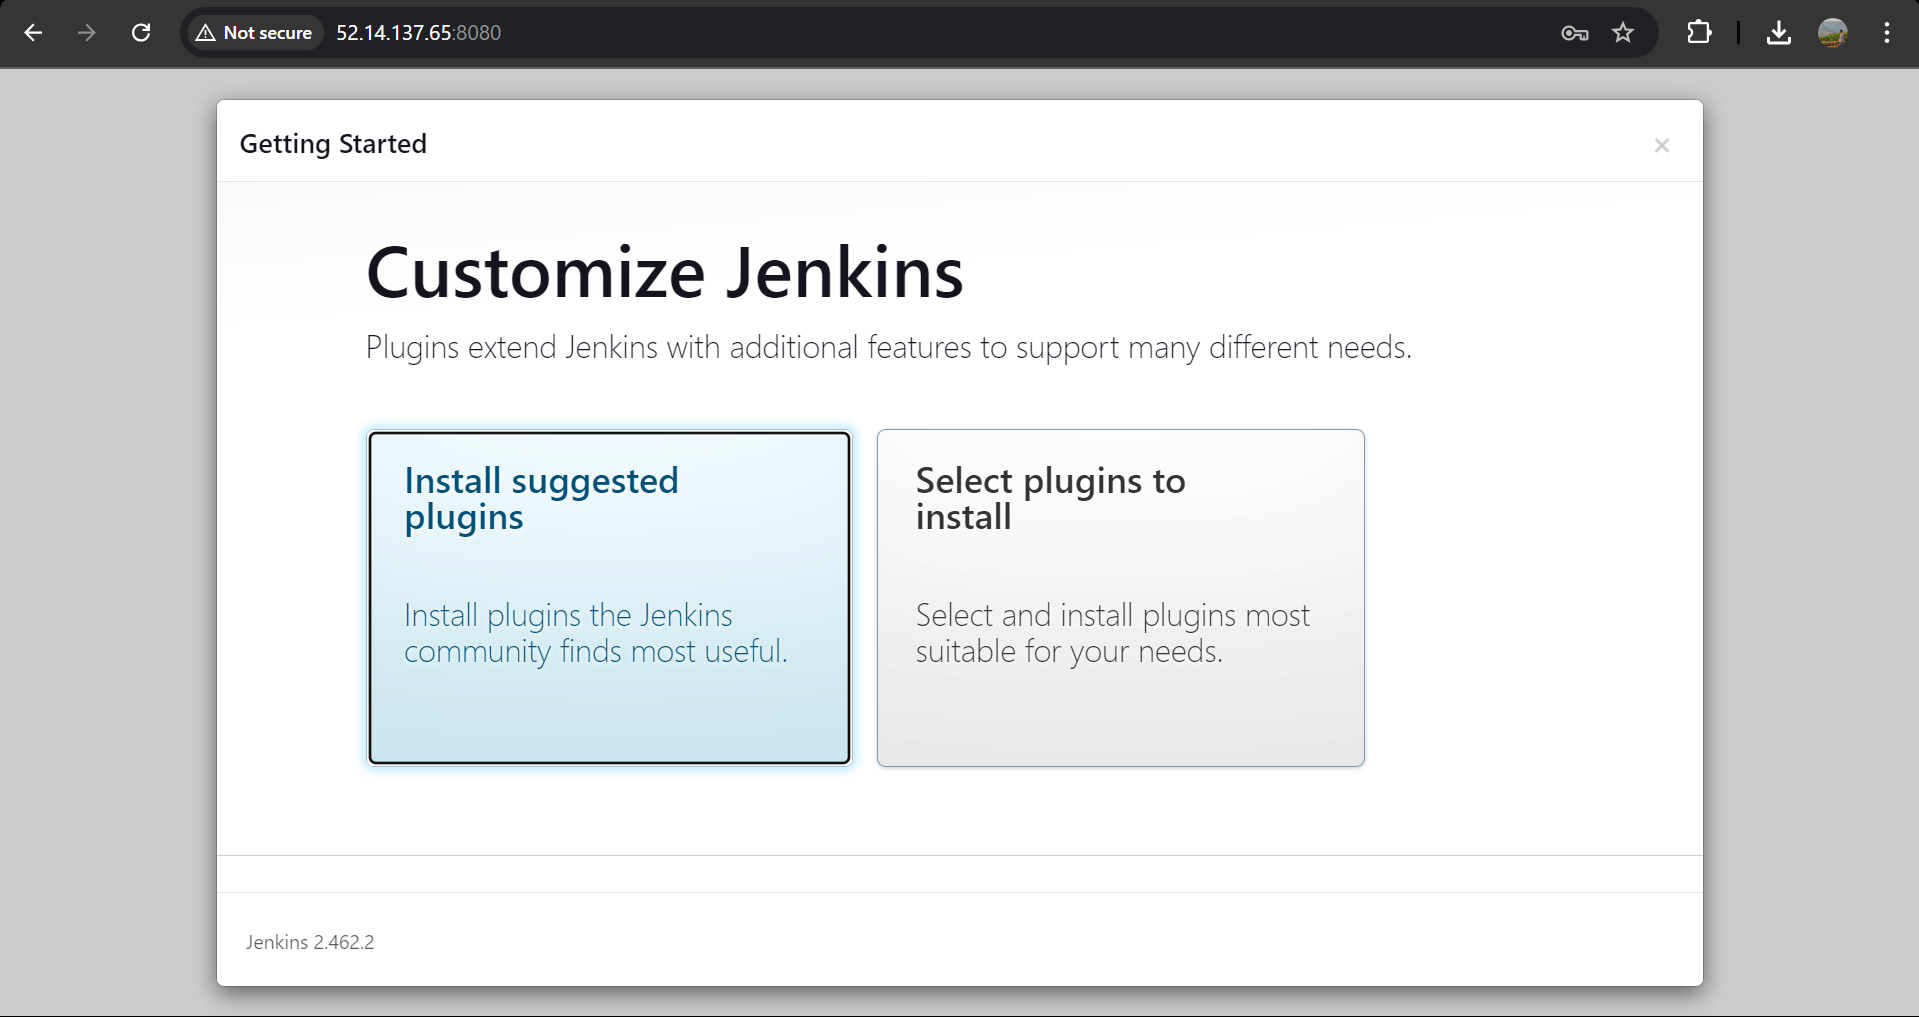 Not secure 52.14.137.65:8080
Getting Started
Customize Jenkins
Plugins extend Jenkins with additional features to support many different needs.
Install suggested
plugins
Install plugins the Jenkins
community finds most useful.
Select plugins to
install
Select and install plugins most
suitable for your needs.
Jenkins 2.462.2